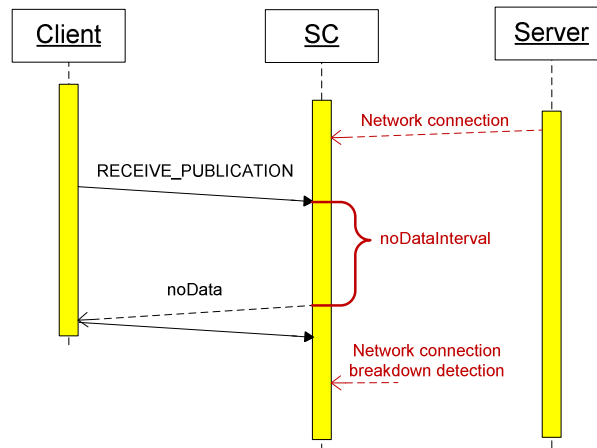 Client
SC
Server
Network connection
RECEIVE_PUBLICATION
noDataInterval
noData
Network connection
breakdown detection